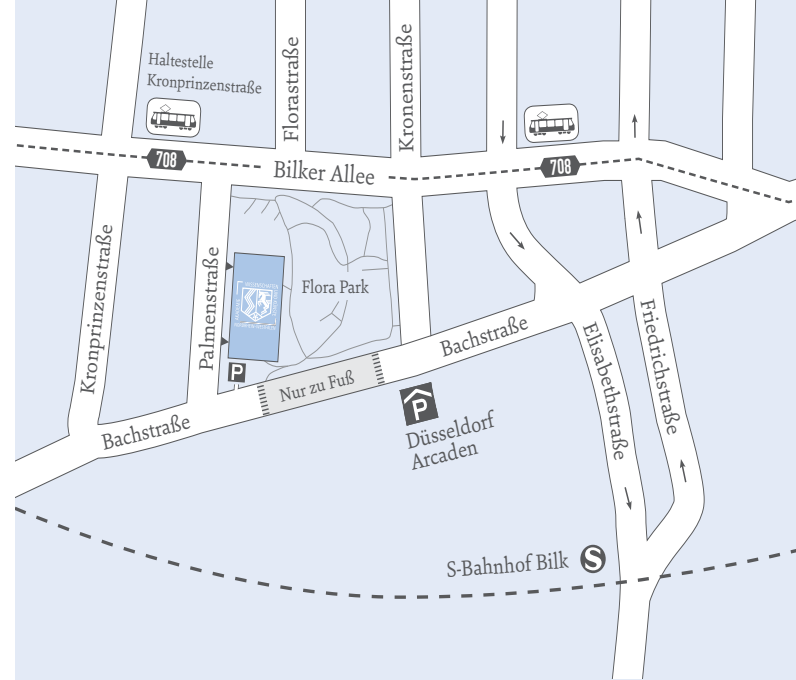 Haltestelle
Kronprinzenstraße
Florastraße
Kronenstraße
708
Bilker Allee
708
Kronprinzenstraße
Palmenstraße
Flora Park
P
Nur zu Fuß
Bachstraße
Bachstraße
P
Düsseldorf
Arcaden
Elisabethstraße
Friedrichstraße
S-Bahnhof Bilk
S